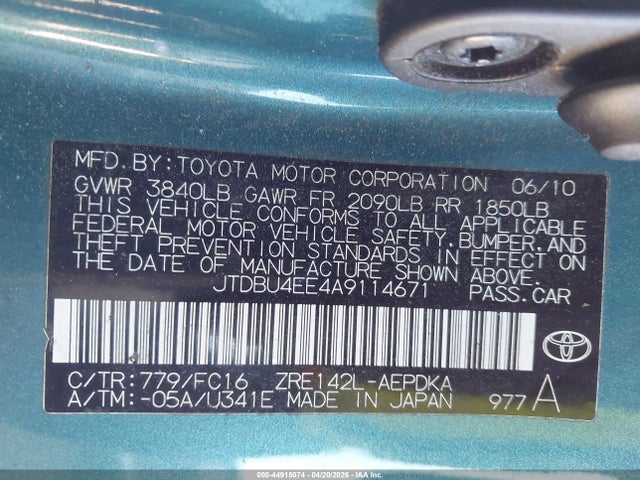 MFD. BY: TOYOTA MOTOR CORPORATION 06/10
GVWR 3840LB GAWR FR 2090LB RR 1850LB
THIS VEHICLE CONFORMS TO ALL APPLICABLE
FEDERAL MOTOR VEHICLE SAFETY, BUMPER, AND
THEFT PREVENTION STANDARDS IN EFFECT ON
THE DATE OF MANUFACTURE SHOWN ABOVE.
JTDBU4EE4A9114671 PASS. CAR
C/TR: 779/FC16 ZRE142L-AEPDKA
A/TM: -05A/U341E MADE IN JAPAN 977 A
000-44915074 - 04/20/2026 - IAAI.COM